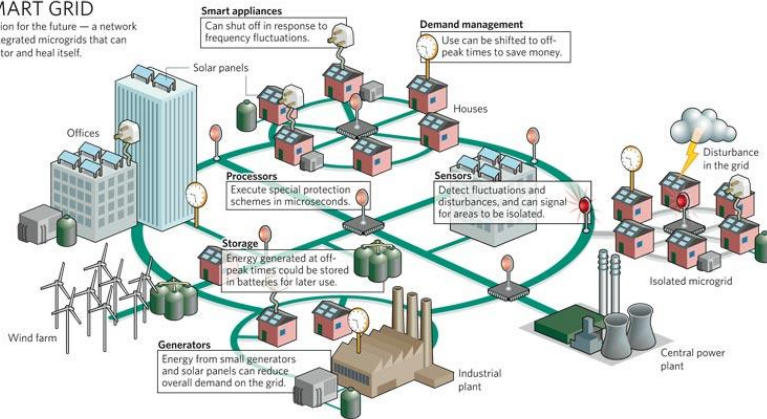 MART GRID
ion for the future — a network
tegrated microgrids that can
itor and heal itself.
Smart appliances
Can shut off in response to
frequency fluctuations.
Demand management
Use can be shifted to off-
peak times to save money.
Solar panels
Houses
Offices
Disturbance
in the grid
Processors
Execute special protection
schemes in microseconds.
Sensors
Detect fluctuations and
disturbances, and can signal
for areas to be isolated.
Storage
Energy generated at off-
peak times could be stored
in batteries for later use.
Isolated microgrid
Wind farm
Generators
Energy from small generators
and solar panels can reduce
overall demand on the grid.
Industrial
plant
Central power
plant